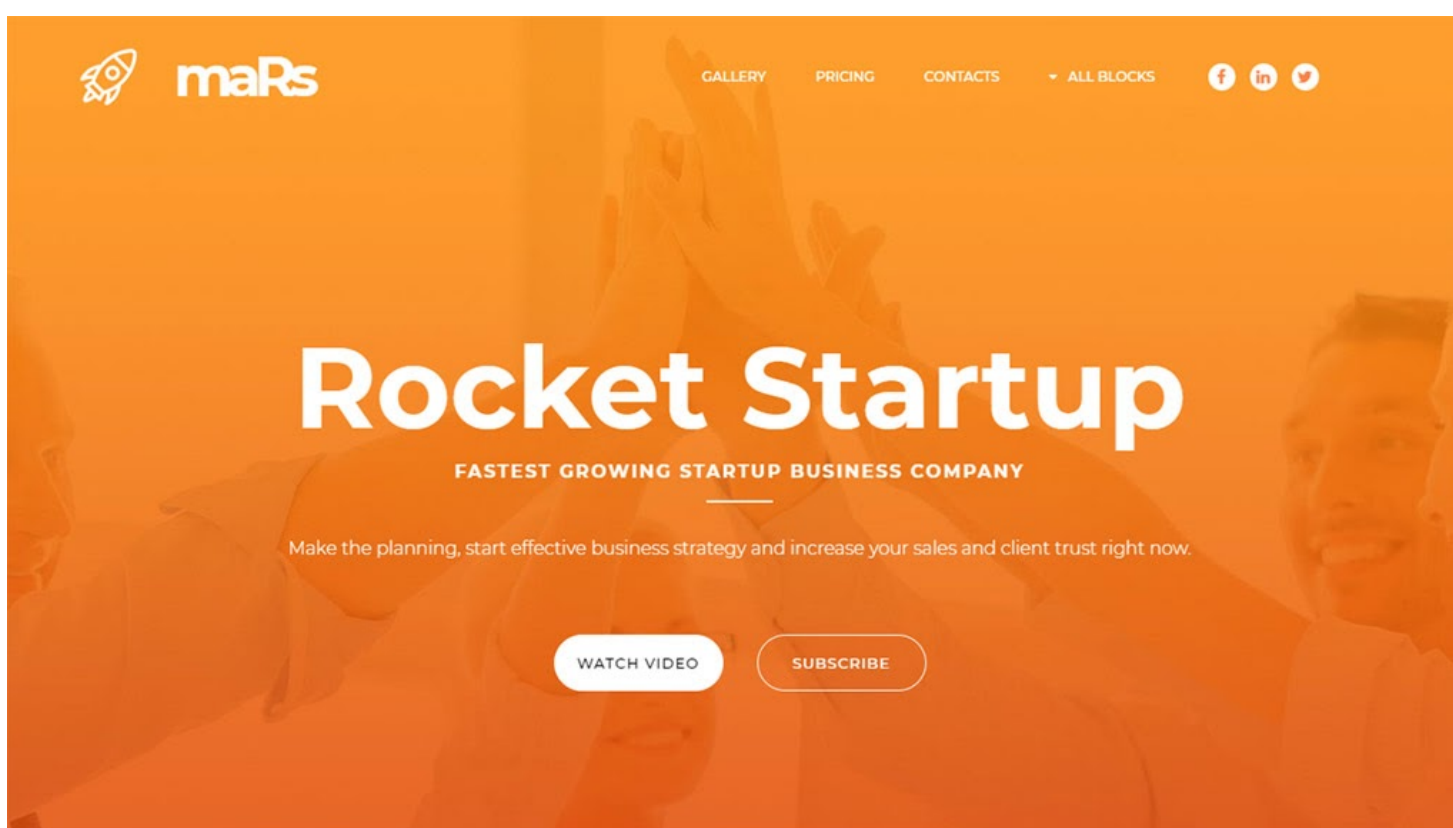 maRs
GALLERY PRICING CONTACTS ALL BLOCKS f in
Rocket Startup
FASTEST GROWING STARTUP BUSINESS COMPANY
Make the planning, start effective business strategy and increase your sales and client trust right now.
WATCH VIDEO SUBSCRIBE